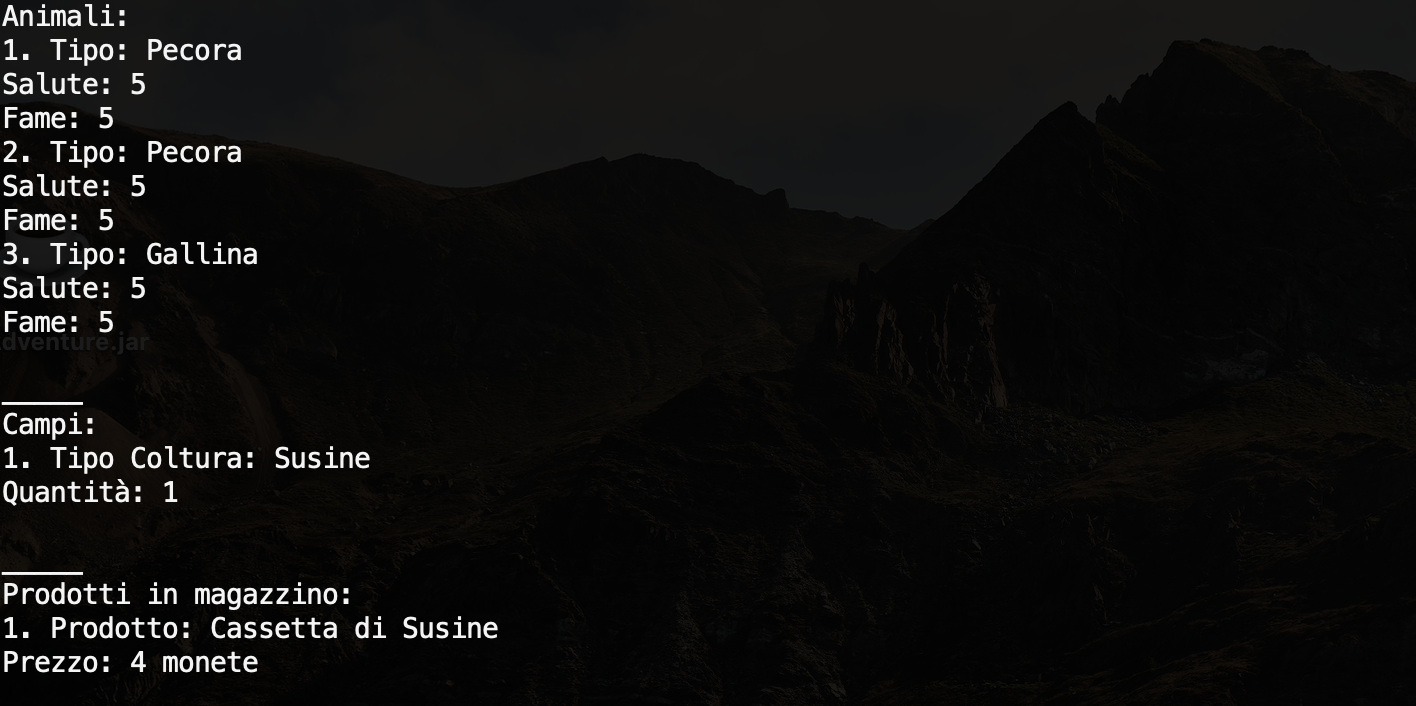 Animali:
1. Tipo: Pecora
Salute: 5
Fame: 5
2. Tipo: Pecora
Salute: 5
Fame: 5
3. Tipo: Gallina
Salute: 5
Fame: 5
dventure.jar
_____
Campi:
1. Tipo Coltura: Susine
Quantità: 1
_____
Prodotti in magazzino:
1. Prodotto: Cassetta di Susine
Prezzo: 4 monete